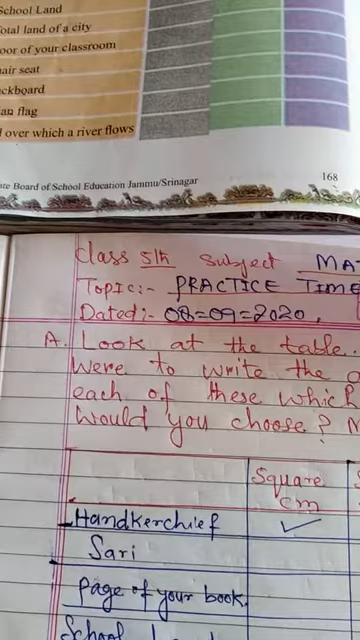 School Land
Total land of a city
oor of your classroom
air seat
ckboard
an flag
over which a river flows
ate Board of School Education Jammu/Srinagar
168
Class 5th Subject MA
Topic:- PRACTICE TIME
Dated:- 08=09=2020,
A. Look at the table..
Were to write the a
each of these which
would you choose? M
Square
cm
Handkerchief ✓
Sari
Page of your book.
School